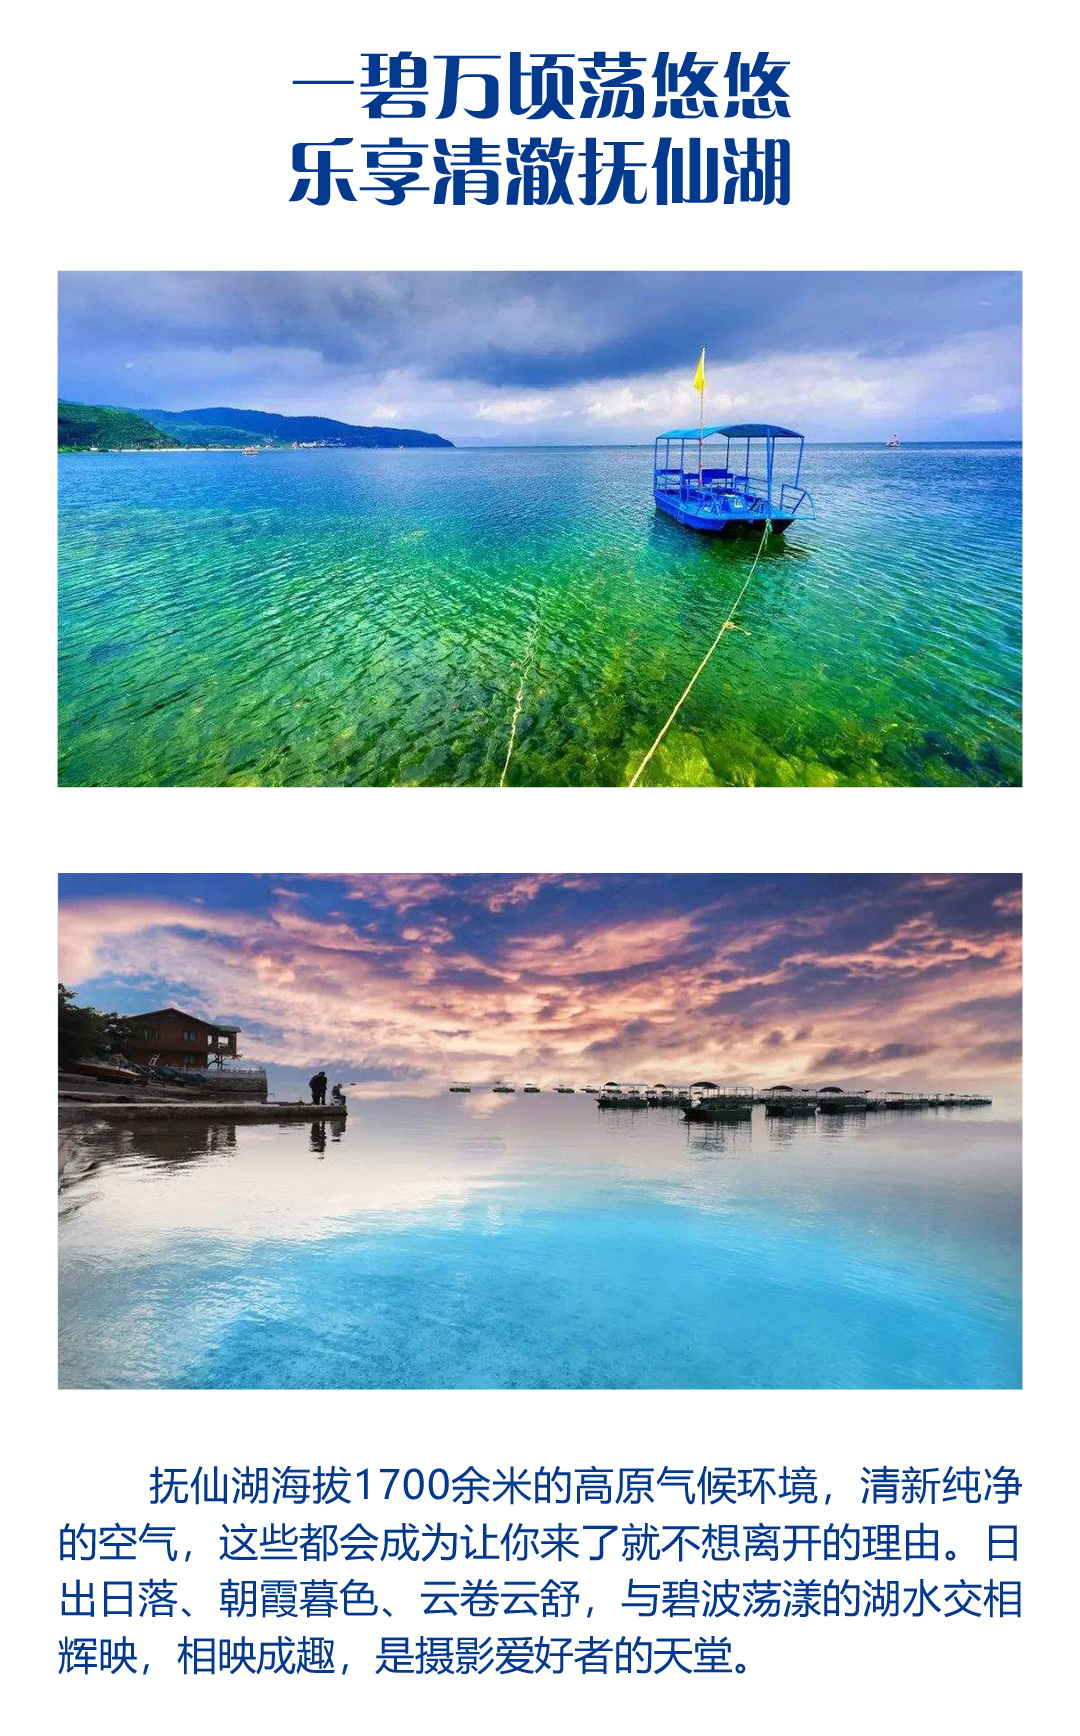 一碧万顷荡悠悠
乐享清澈抚仙湖
抚仙湖海拔1700余米的高原气候环境，清新纯净
的空气，这些都会成为让你来了就不想离开的理由。日
出日落、朝霞暮色、云卷云舒，与碧波荡漾的湖水交相
辉映，相映成趣，是摄影爱好者的天堂。